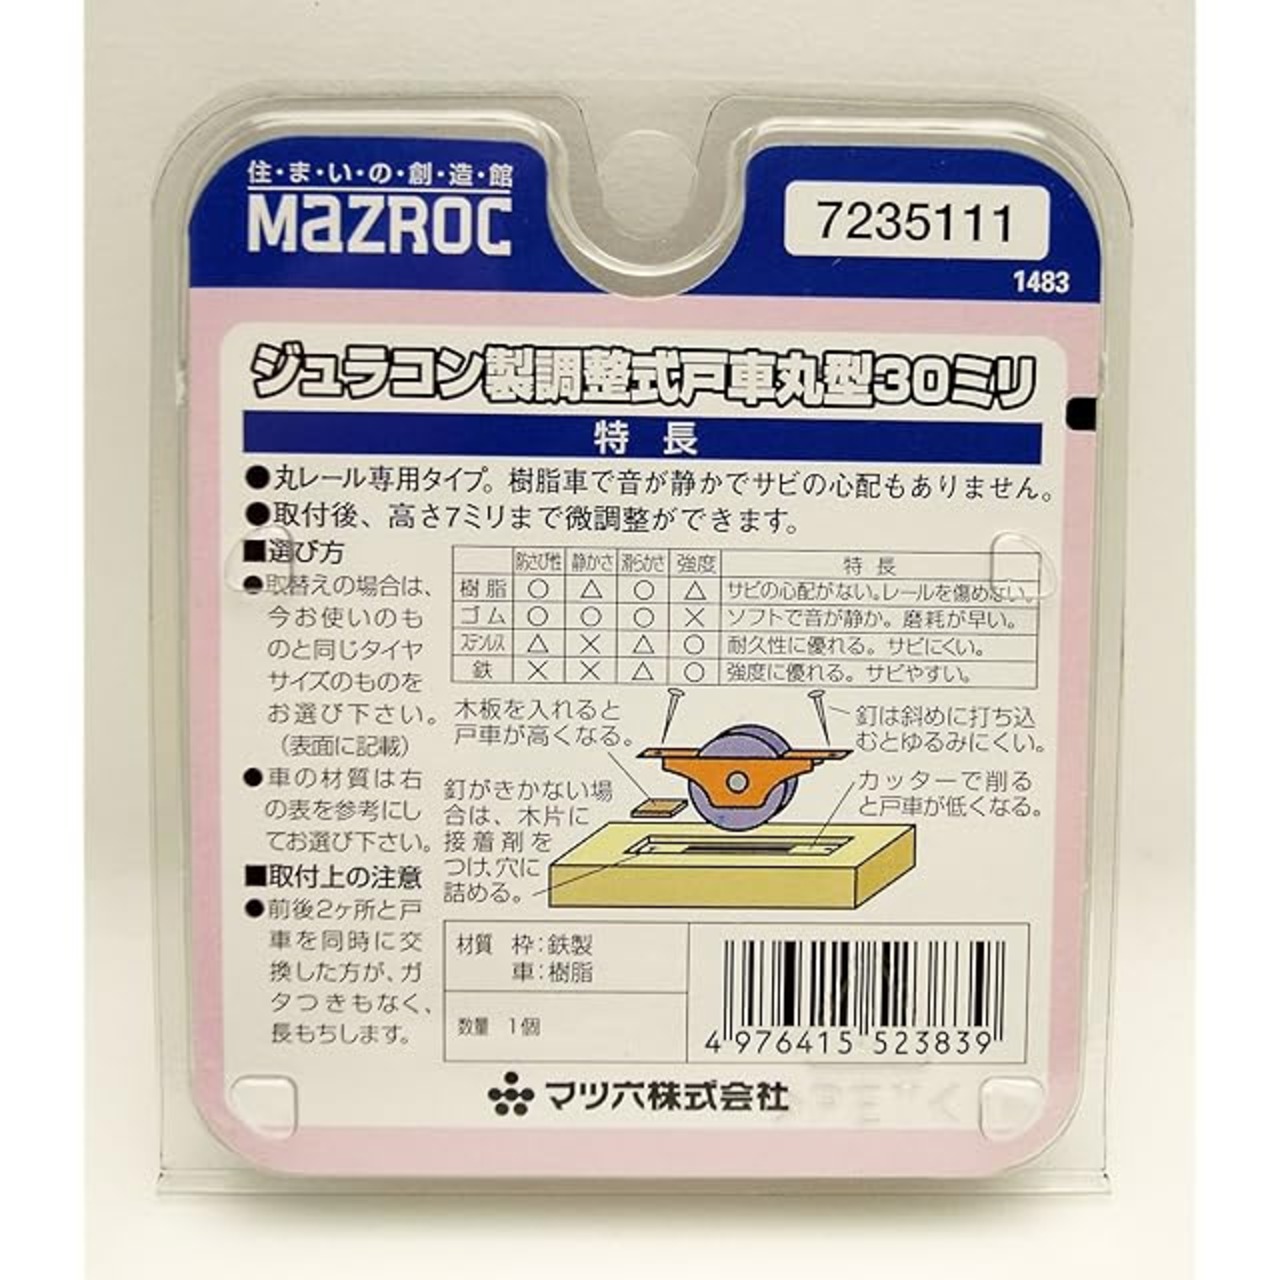 住・ま・い・の・創・造・館
MAZROC
7235111
1483
ジュラコン製調整式戸車丸型30ミリ
特 長
●丸レール専用タイプ。樹脂車で音が静かでサビの心配もありません。
●取付後、高さ7ミリまで微調整ができます。
■選び方
●取替えの場合は、
今お使いのも
のと同じタイヤ
サイズのものを
お選び下さい。
(表面に記載)
●車の材質は右
の表を参考にし
てお選び下さい。
■取付上の注意
●前後2ヶ所と戸
車を同時に交
換した方が、ガ
タつきもなく、
長もちします。
防さび性 静かさ 滑らかさ 強度 特 長
樹脂 ○ △ ○ △ サビの心配がない。レールを傷めない。
ゴム ○ ○ ○ × ソフトで音が静か。磨耗が早い。
ステンレス △ × △ ○ 耐久性に優れる。サビにくい。
鉄 × × △ ○ 強度に優れる。サビやすい。
木板を入れると
戸車が高くなる。
釘は斜めに打ち込
むとゆるみにくい。
釘がきかない場
合は、木片に
接着剤を
つけ、穴に
詰める。
カッターで削る
と戸車が低くなる。
材質 枠:鉄製
車:樹脂
数量 1個
4 976415 523839
マツ六株式会社